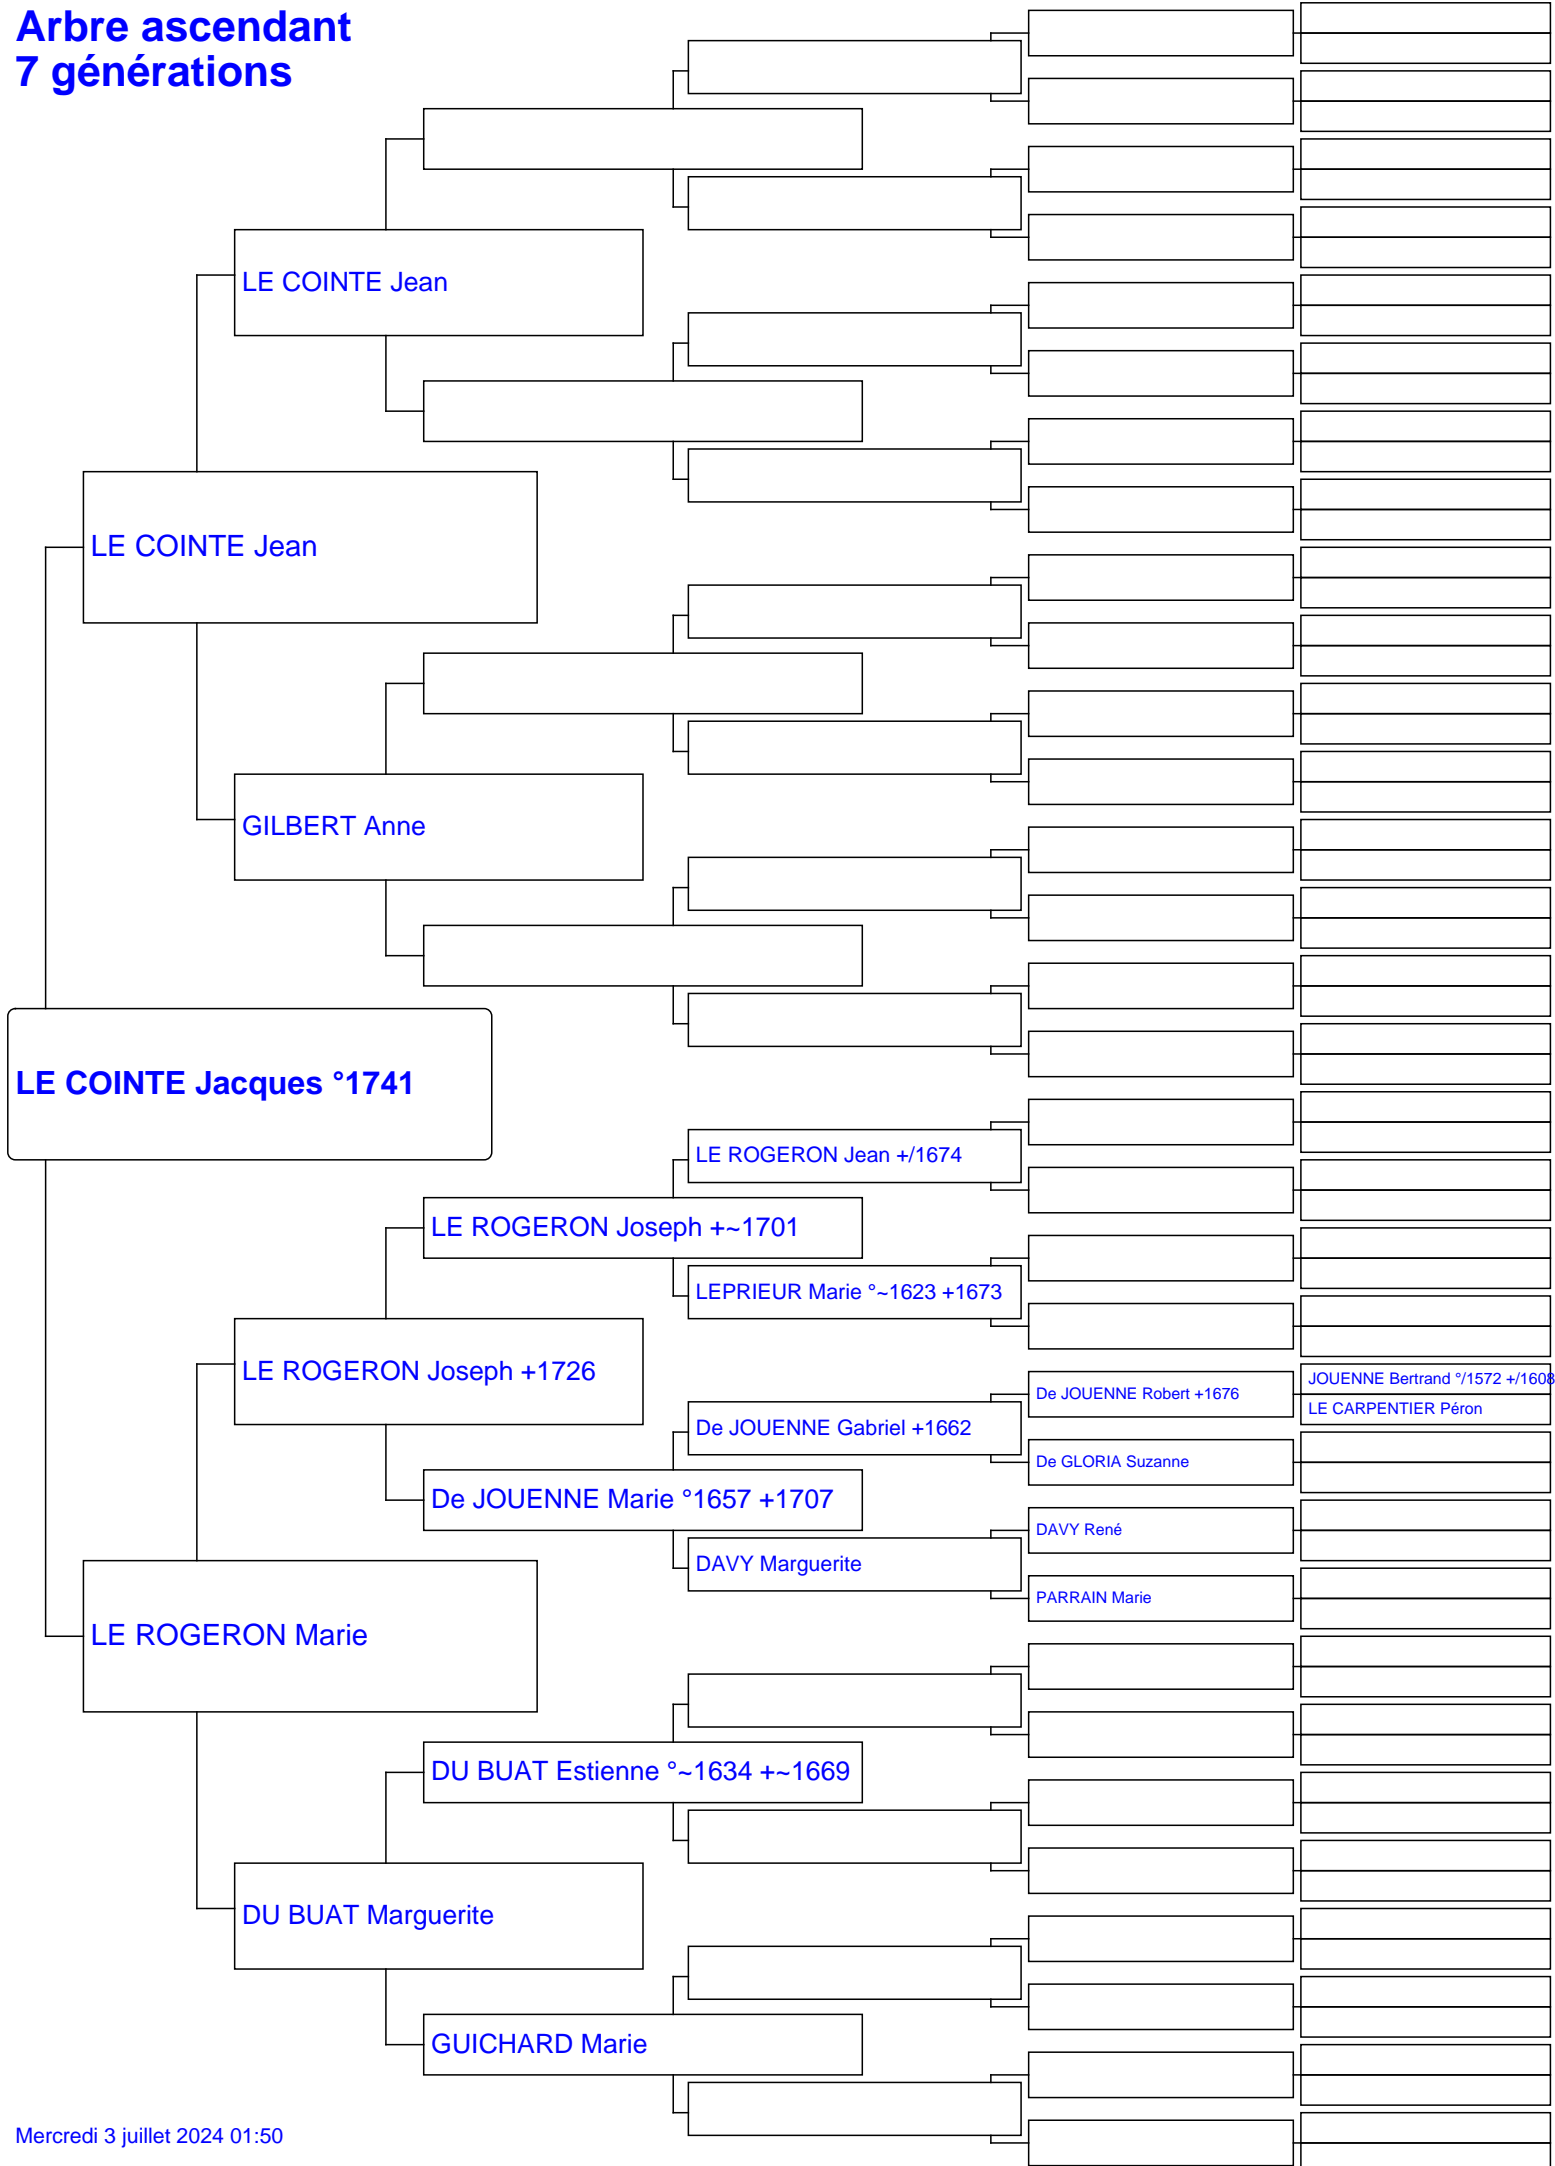 Arbre ascendant
7 générations
LE COINTE Jean
LE COINTE Jean
GILBERT Anne
LE COINTE Jacques °1741
LE ROGERON Jean +/1674
LE ROGERON Joseph +~1701
LEPRIEUR Marie °~1623 +1673
LE ROGERON Joseph +1726
JOUENNE Bertrand °/1572 +/1608
De JOUENNE Robert +1676
LE CARPENTIER Péron
De JOUENNE Gabriel +1662
De GLORIA Suzanne
De JOUENNE Marie °1657 +1707
DAVY René
DAVY Marguerite
PARRAIN Marie
LE ROGERON Marie
DU BUAT Estienne °~1634 +~1669
DU BUAT Marguerite
GUICHARD Marie
Mercredi 3 juillet 2024 01:50